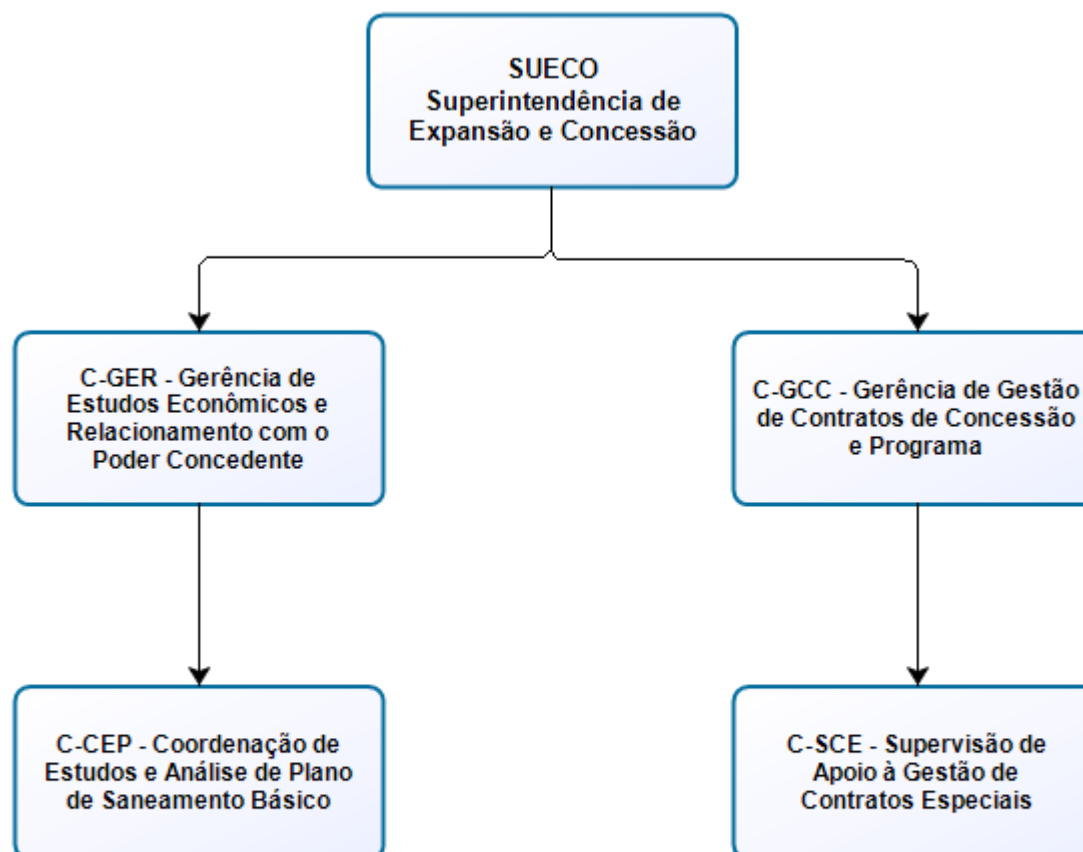 SUECO
Superintendência de
Expansão e Concessão
C-GER - Gerência de
Estudos Econômicos e
Relacionamento com o
Poder Concedente
C-GCC - Gerência de Gestão
de Contratos de Concessão
e Programa
C-CEP - Coordenação de
Estudos e Análise de Plano
de Saneamento Básico
C-SCE - Supervisão de
Apoio à Gestão de
Contratos Especiais